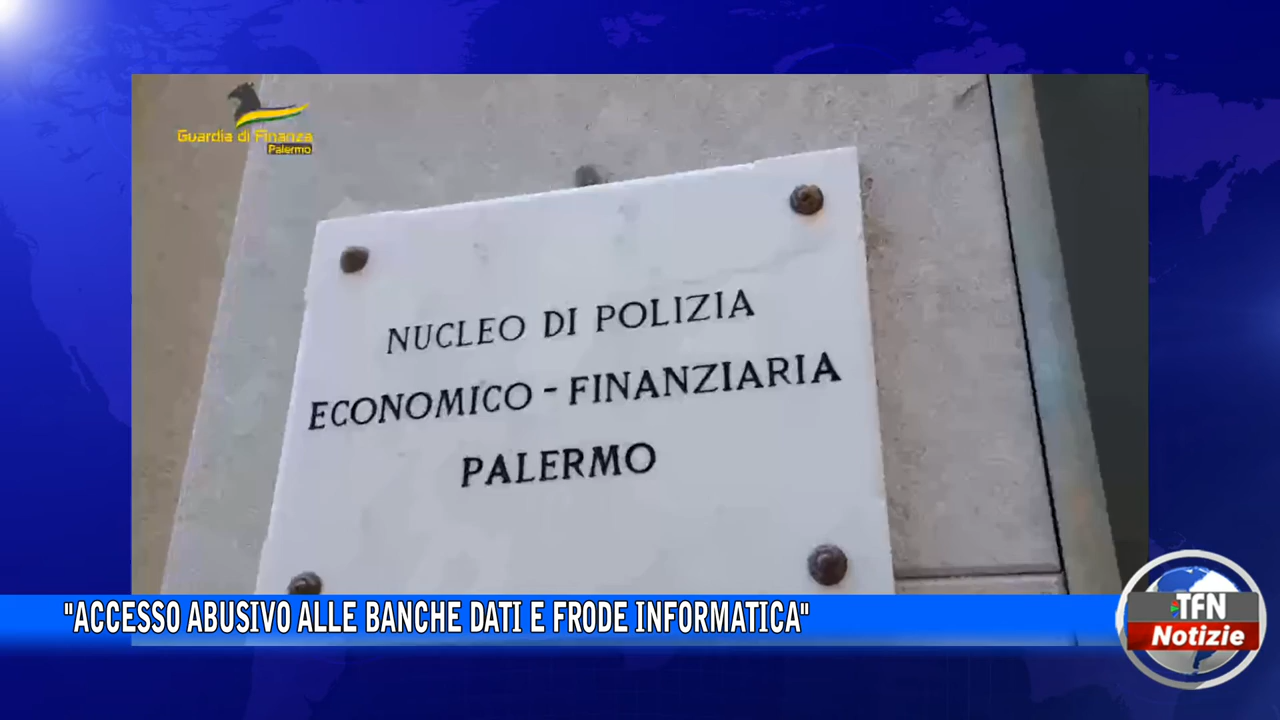 Guardia di Finanza
Palermo
NUCLEO DI POLIZIA
ECONOMICO - FINANZIARIA
PALERMO
"ACCESSO ABUSIVO ALLE BANCHE DATI E FRODE INFORMATICA"
TFN
Notizie